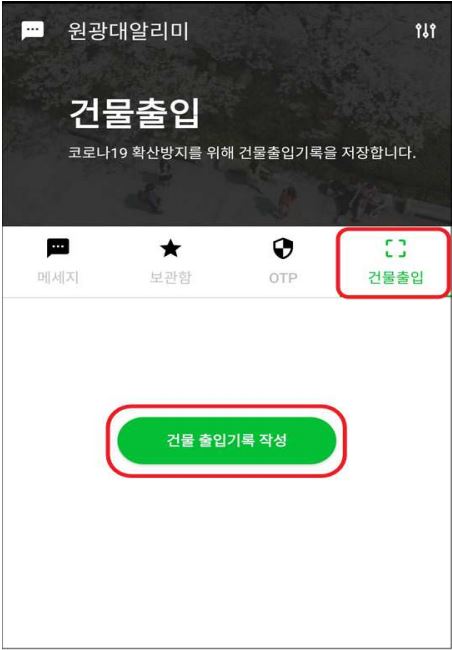 원광대알리미
건물출입
코로나19 확산방지를 위해 건물출입기록을 저장합니다.
메세지
보관함
OTP
건물출입
건물 출입기록 작성